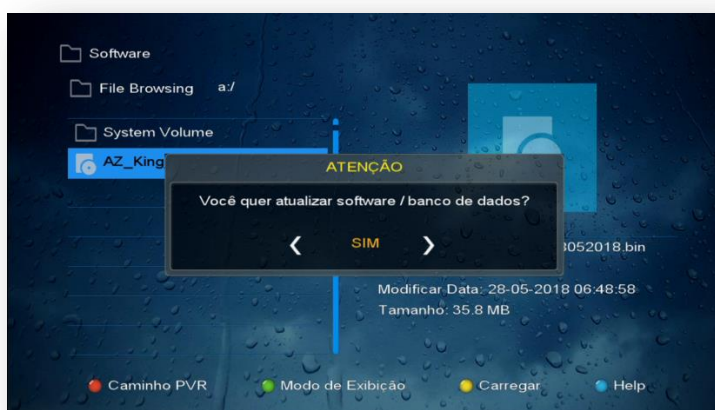 Software
File Browsing a:/
System Volume
AZ_King
ATENÇÃO
Você quer atualizar software / banco de dados?
SIM
3052018.bin
Modificar Data: 28-05-2018 06:48:58
Tamanho: 35.8 MB
Caminho PVR Modo de Exibição Carregar Help